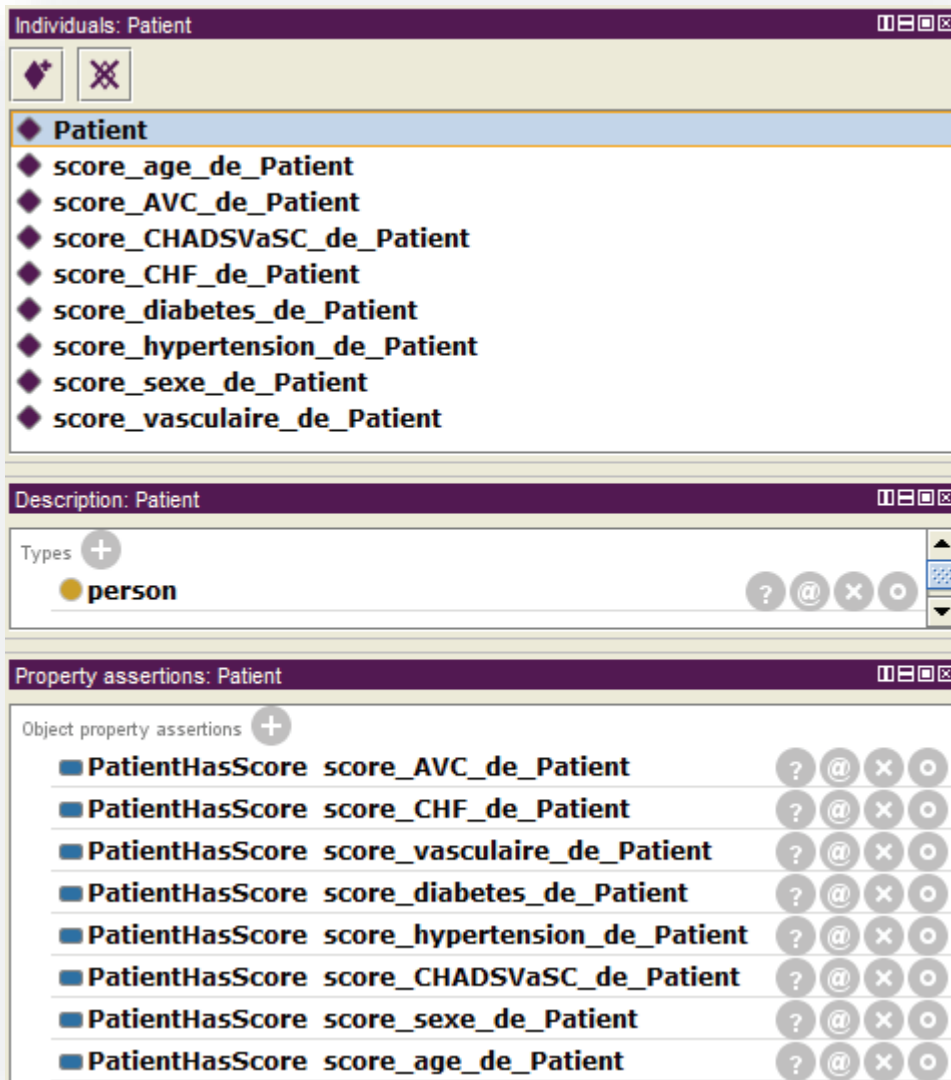 Individuals: Patient
Patient
score_age_de_Patient
score_AVC_de_Patient
score_CHADSVaSC_de_Patient
score_CHF_de_Patient
score_diabetes_de_Patient
score_hypertension_de_Patient
score_sexe_de_Patient
score_vasculaire_de_Patient
Description: Patient
Types
person
Property assertions: Patient
Object property assertions
PatientHasScore score_AVC_de_Patient
PatientHasScore score_CHF_de_Patient
PatientHasScore score_vasculaire_de_Patient
PatientHasScore score_diabetes_de_Patient
PatientHasScore score_hypertension_de_Patient
PatientHasScore score_CHADSVaSC_de_Patient
PatientHasScore score_sexe_de_Patient
PatientHasScore score_age_de_Patient